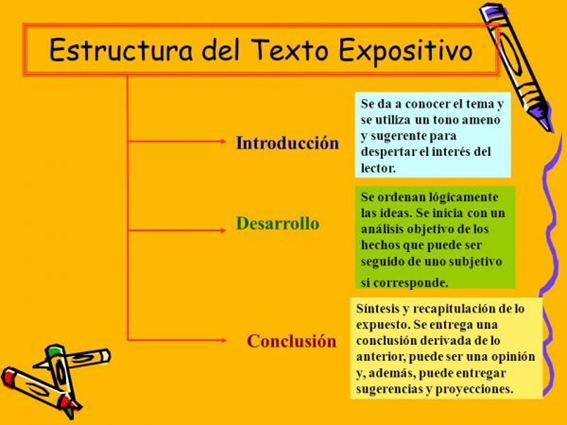 Estructura del Texto Expositivo
Introducción
Se da a conocer el tema y
se utiliza un tono ameno
y sugerente para
despertar el interés del
lector.
Desarrollo
Se ordenan lógicamente
las ideas. Se inicia con un
análisis objetivo de los
hechos que puede ser
seguido de uno subjetivo
si corresponde.
Conclusión
Síntesis y recapitulación de lo
expuesto. Se entrega una
conclusión derivada de lo
anterior, puede ser una opinión
y, además, puede entregar
sugerencias y proyecciones.